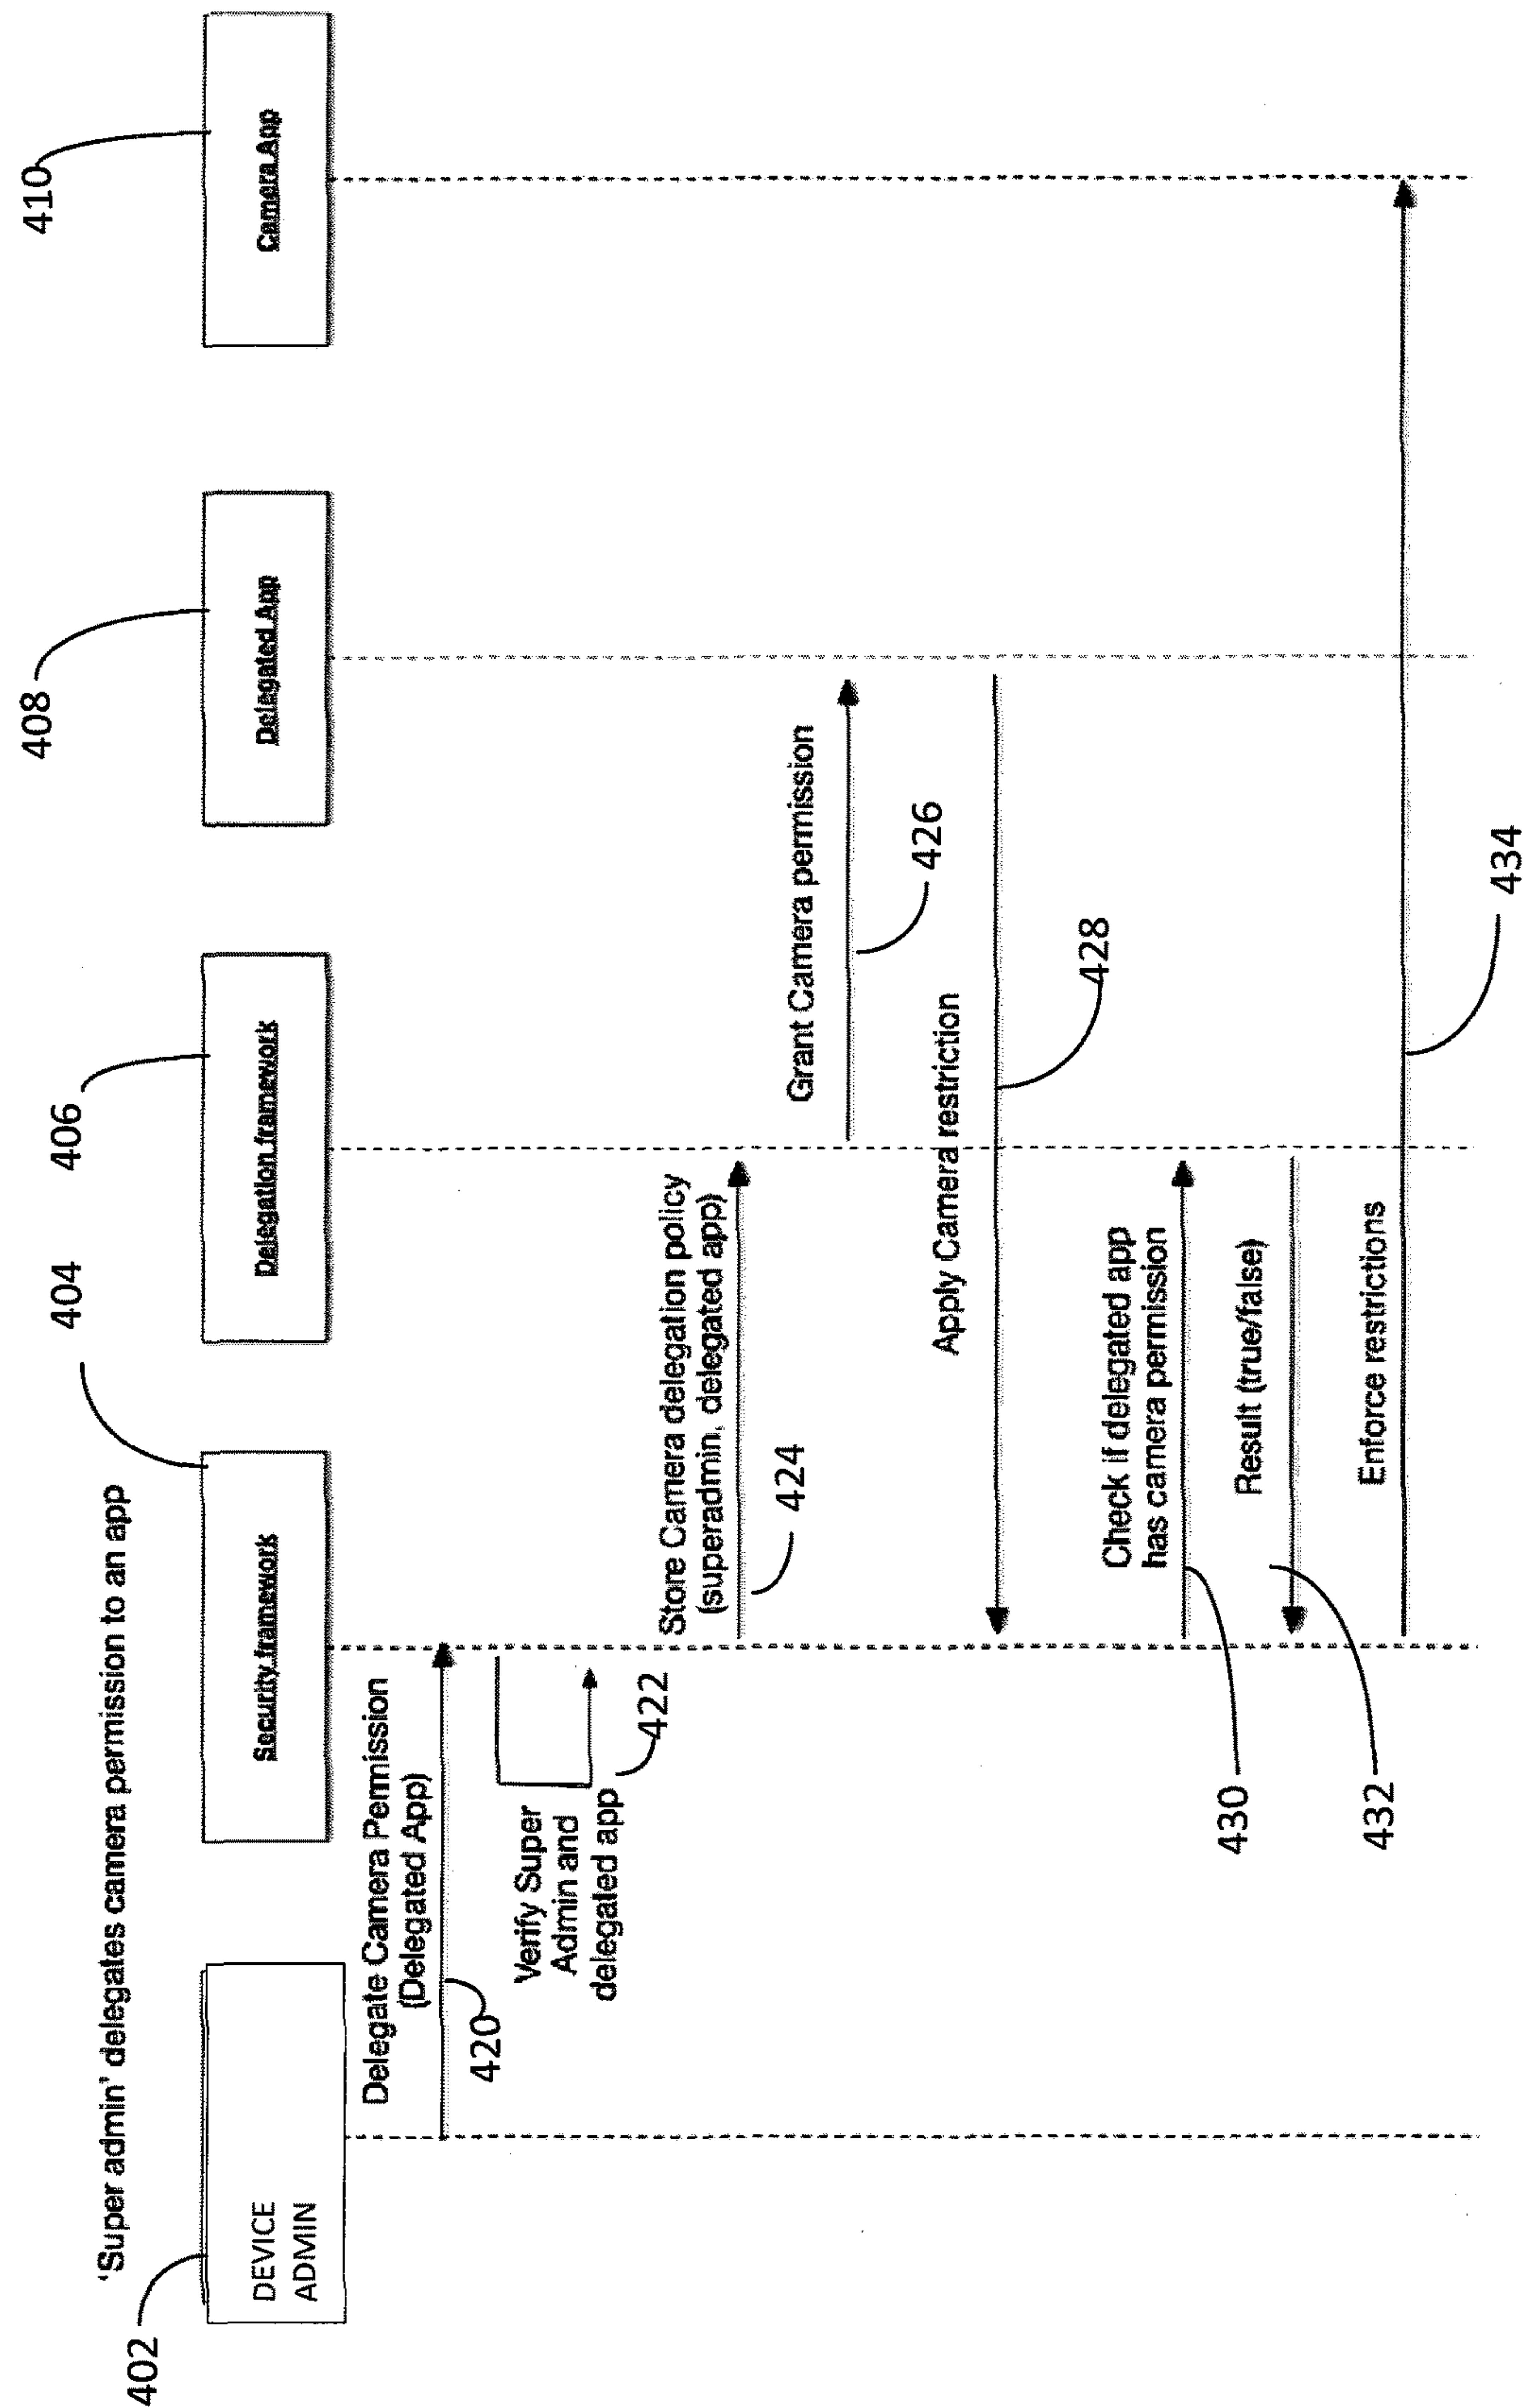 'Super admin' delegates camera permission to an app
402
404
406
408
410
DEVICE
ADMIN
Security framework
Delegation framework
Delegated App
Camera App
Delegate Camera Permission
(Delegated App)
420
Verify Super
Admin and
delegated app
422
Store Camera delegation policy
(superadmin, delegated app)
424
Grant Camera permission
426
Apply Camera restriction
428
Check if delegated app
has camera permission
430
Result (true/false)
432
Enforce restrictions
434